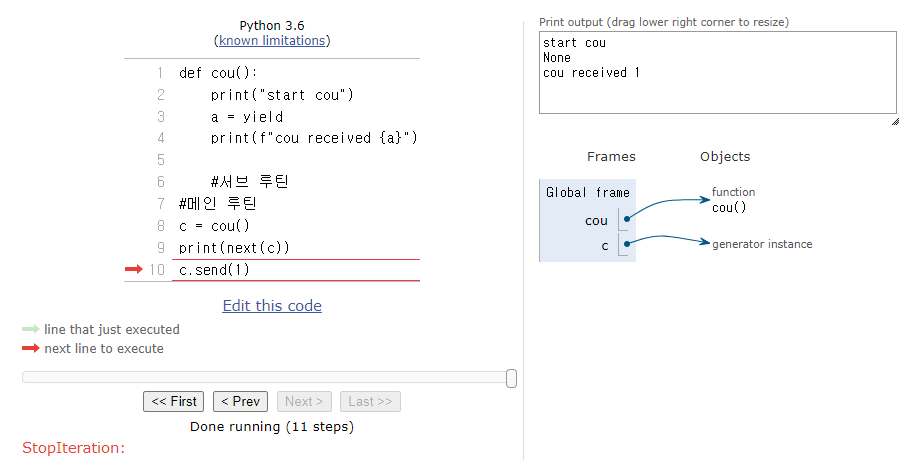 Python 3.6
(known limitations)
1 def cou():
2     print("start cou")
3     a = yield
4     print(f"cou received {a}")
5
6     #서브 루틴
7 #메인 루틴
8 c = cou()
9 print(next(c))
10 c.send(1)
Edit this code
line that just executed
next line to execute
<< First < Prev Next > Last >>
Done running (11 steps)
StopIteration:
Print output (drag lower right corner to resize)
start cou
None
cou received 1
Frames Objects
Global frame
cou
c
function
cou()
generator instance